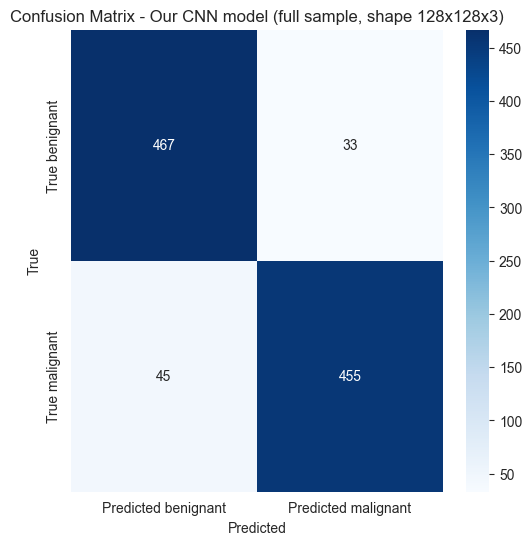 Confusion Matrix - Our CNN model (full sample, shape 128x128x3)
True benignant
467
33
True
True malignant
45
455
Predicted benignant
Predicted malignant
Predicted
450
400
350
300
250
200
150
100
50